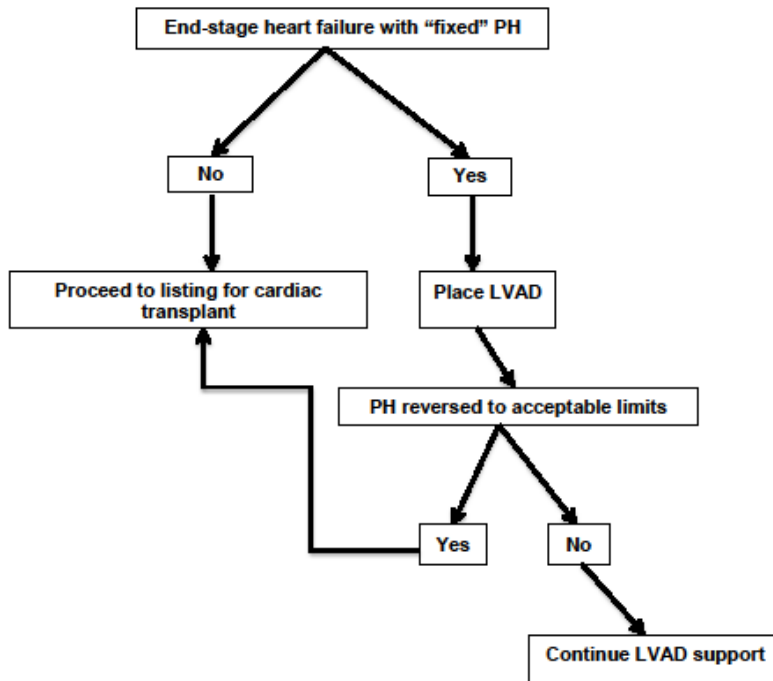 End-stage heart failure with “fixed” PH
No
Yes
Proceed to listing for cardiac
transplant
Place LVAD
PH reversed to acceptable limits
Yes
No
Continue LVAD support